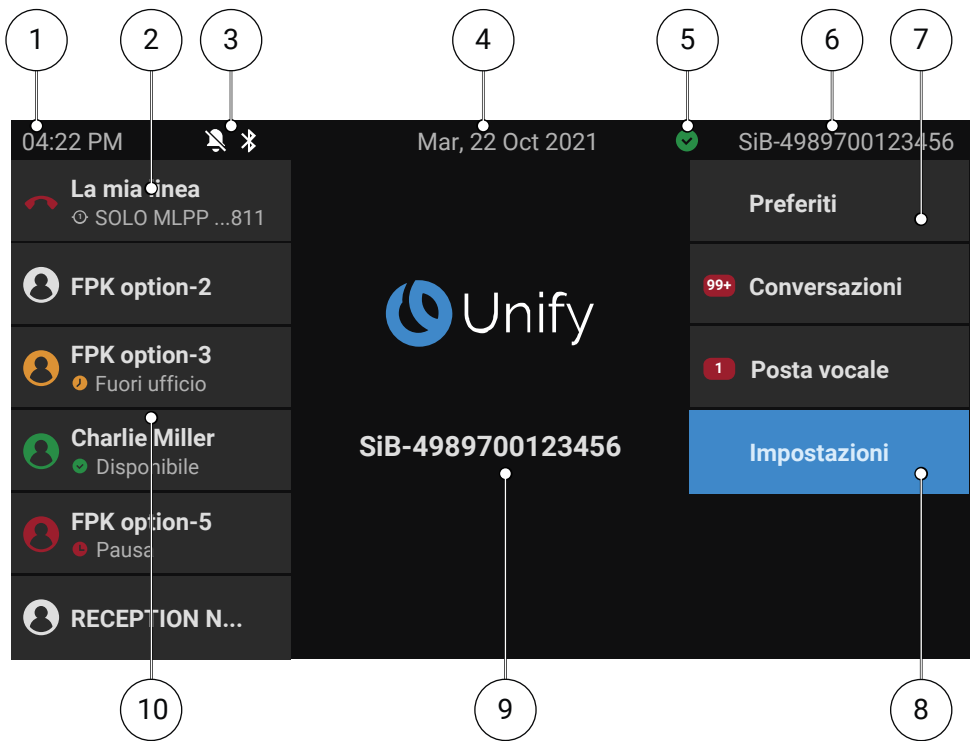 1 2 3 4 5 6 7
04:22 PM Mar, 22 Oct 2021 SiB-4989700123456
La mia linea
SOLO MLPP ...811
FPK option-2
FPK option-3
Fuori ufficio
Charlie Miller
Disponibile
FPK option-5
Pausa
RECEPTION N...
Unify
SiB-4989700123456
Preferiti
99+ Conversazioni
1 Posta vocale
Impostazioni
10 9 8